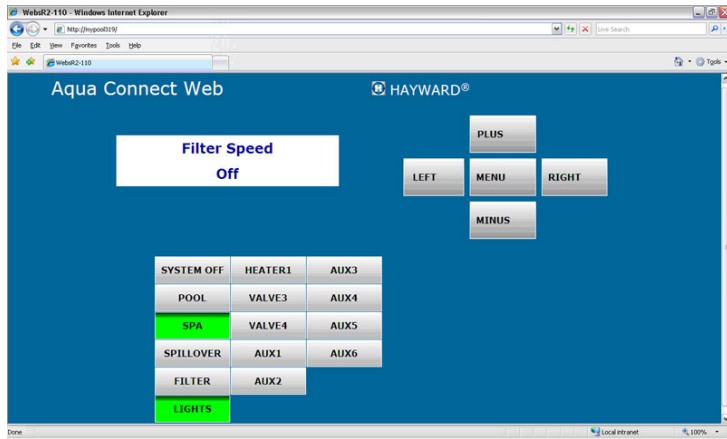 WebsR2-110 - Windows Internet Explorer
http://mypool319/
Live Search
File Edit View Favorites Tools Help
WebsR2-110
Tools
Aqua Connect Web
HAYWARD®
Filter Speed
Off
PLUS
LEFT MENU RIGHT
MINUS
SYSTEM OFF HEATER1 AUX3
POOL VALVE3 AUX4
SPA VALVE4 AUX5
SPILLOVER AUX1 AUX6
FILTER AUX2
LIGHTS
Done Local intranet 100%